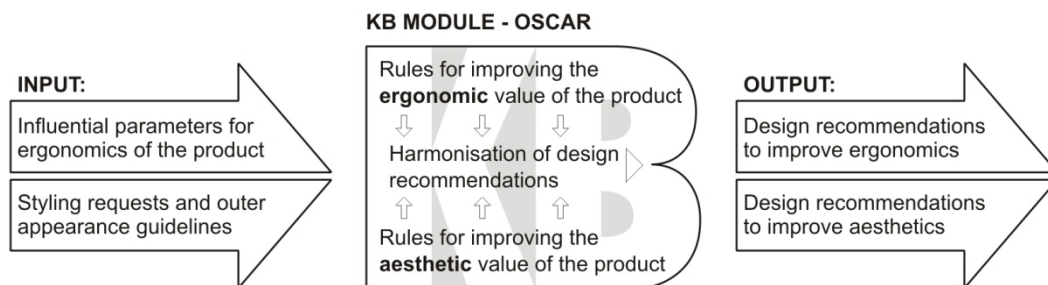 KB MODULE - OSCAR
INPUT:
Influential parameters for
ergonomics of the product
Styling requests and outer
appearance guidelines
Rules for improving the
ergonomic value of the product
Harmonisation of design
recommendations
Rules for improving the
aesthetic value of the product
KB
OUTPUT:
Design recommendations
to improve ergonomics
Design recommendations
to improve aesthetics